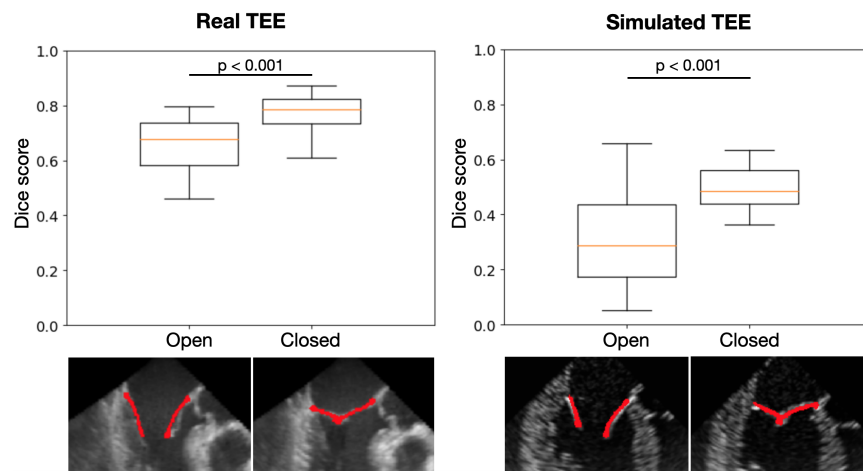 Real TEE
1.0
0.8
0.6
0.4
0.2
0.0
Dice score
p < 0.001
Open
Closed
Simulated TEE
1.0
0.8
0.6
0.4
0.2
0.0
Dice score
p < 0.001
Open
Closed